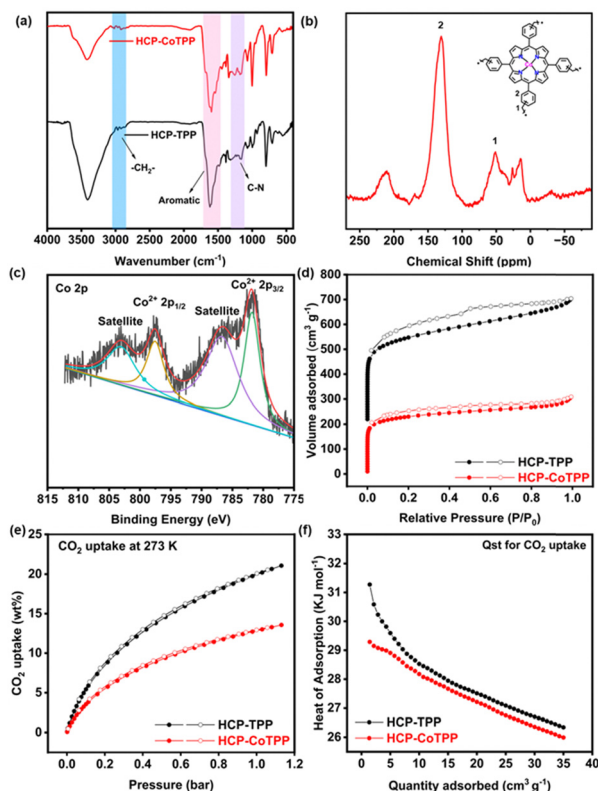 (a)
HCP-CoTPP
HCP-TPP
-CH₂-
Aromatic
C-N
4000 3500 3000 2500 2000 1500 1000 500
Wavenumber (cm⁻¹)
(b)
2
1
2
1
250 200 150 100 50 0 -50
Chemical Shift (ppm)
(c)
Co 2p
Co²⁺ 2p₁/₂
Co²⁺ 2p₃/₂
Satellite
Satellite
815 810 805 800 795 790 785 780 775
Binding Energy (eV)
(d)
800
700
600
500
400
300
200
100
0
Volume adsorbed (cm³ g⁻¹)
HCP-TPP
HCP-CoTPP
0.0 0.2 0.4 0.6 0.8 1.0
Relative Pressure (P/P₀)
(e)
CO₂ uptake at 273 K
25
20
15
10
5
0
CO₂ uptake (wt%)
HCP-TPP
HCP-CoTPP
0.0 0.2 0.4 0.6 0.8 1.0 1.2
Pressure (bar)
(f)
Qst for CO₂ uptake
33
32
31
30
29
28
27
26
Heat of Adsorption (KJ mol⁻¹)
HCP-TPP
HCP-CoTPP
0 5 10 15 20 25 30 35 40
Quantity adsorbed (cm³ g⁻¹)